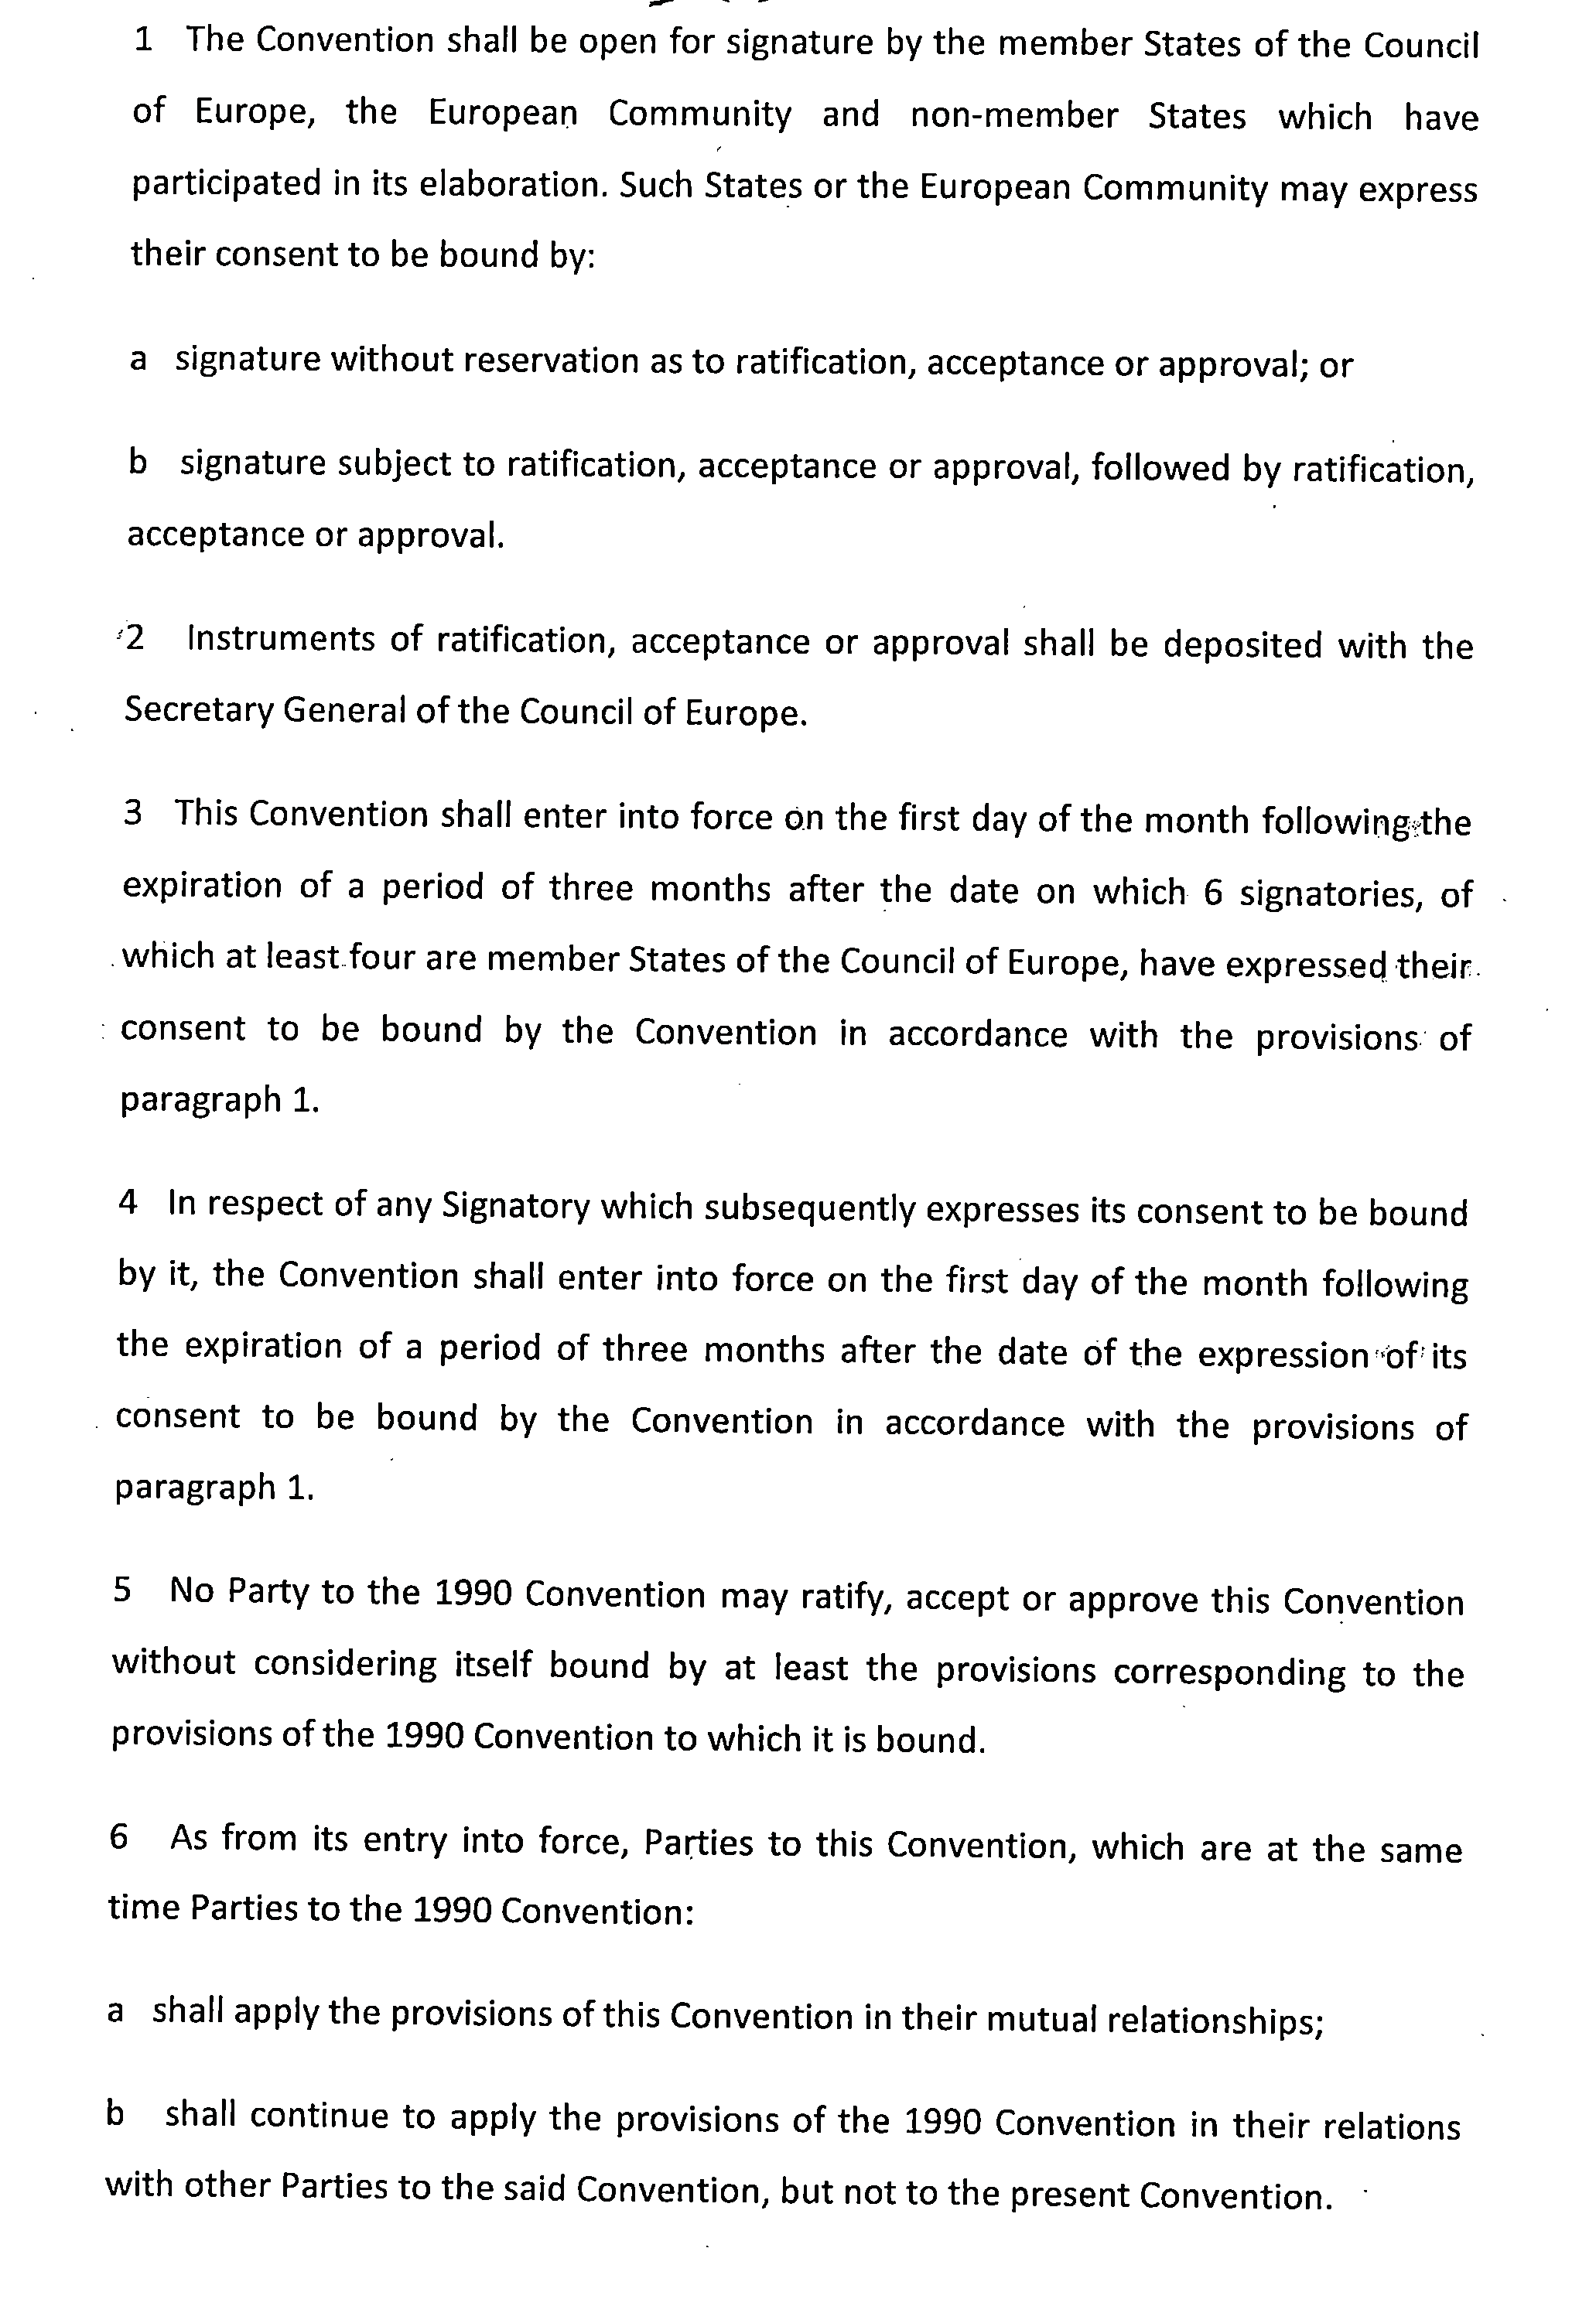 1 The Convention shall be open for signature by the member States of the Council
of Europe, the European Community and non-member States which have
participated in its elaboration. Such States or the European Community may express
their consent to be bound by:
a signature without reservation as to ratification, acceptance or approval; or
b signature subject to ratification, acceptance or approval, followed by ratification,
acceptance or approval.
2 Instruments of ratification, acceptance or approval shall be deposited with the
Secretary General of the Council of Europe.
3 This Convention shall enter into force on the first day of the month following the
expiration of a period of three months after the date on which 6 signatories, of
which at least four are member States of the Council of Europe, have expressed their
consent to be bound by the Convention in accordance with the provisions of
paragraph 1.
4 In respect of any Signatory which subsequently expresses its consent to be bound
by it, the Convention shall enter into force on the first day of the month following
the expiration of a period of three months after the date of the expression of its
consent to be bound by the Convention in accordance with the provisions of
paragraph 1.
5 No Party to the 1990 Convention may ratify, accept or approve this Convention
without considering itself bound by at least the provisions corresponding to the
provisions of the 1990 Convention to which it is bound.
6 As from its entry into force, Parties to this Convention, which are at the same
time Parties to the 1990 Convention:
a shall apply the provisions of this Convention in their mutual relationships;
b shall continue to apply the provisions of the 1990 Convention in their relations
with other Parties to the said Convention, but not to the present Convention.